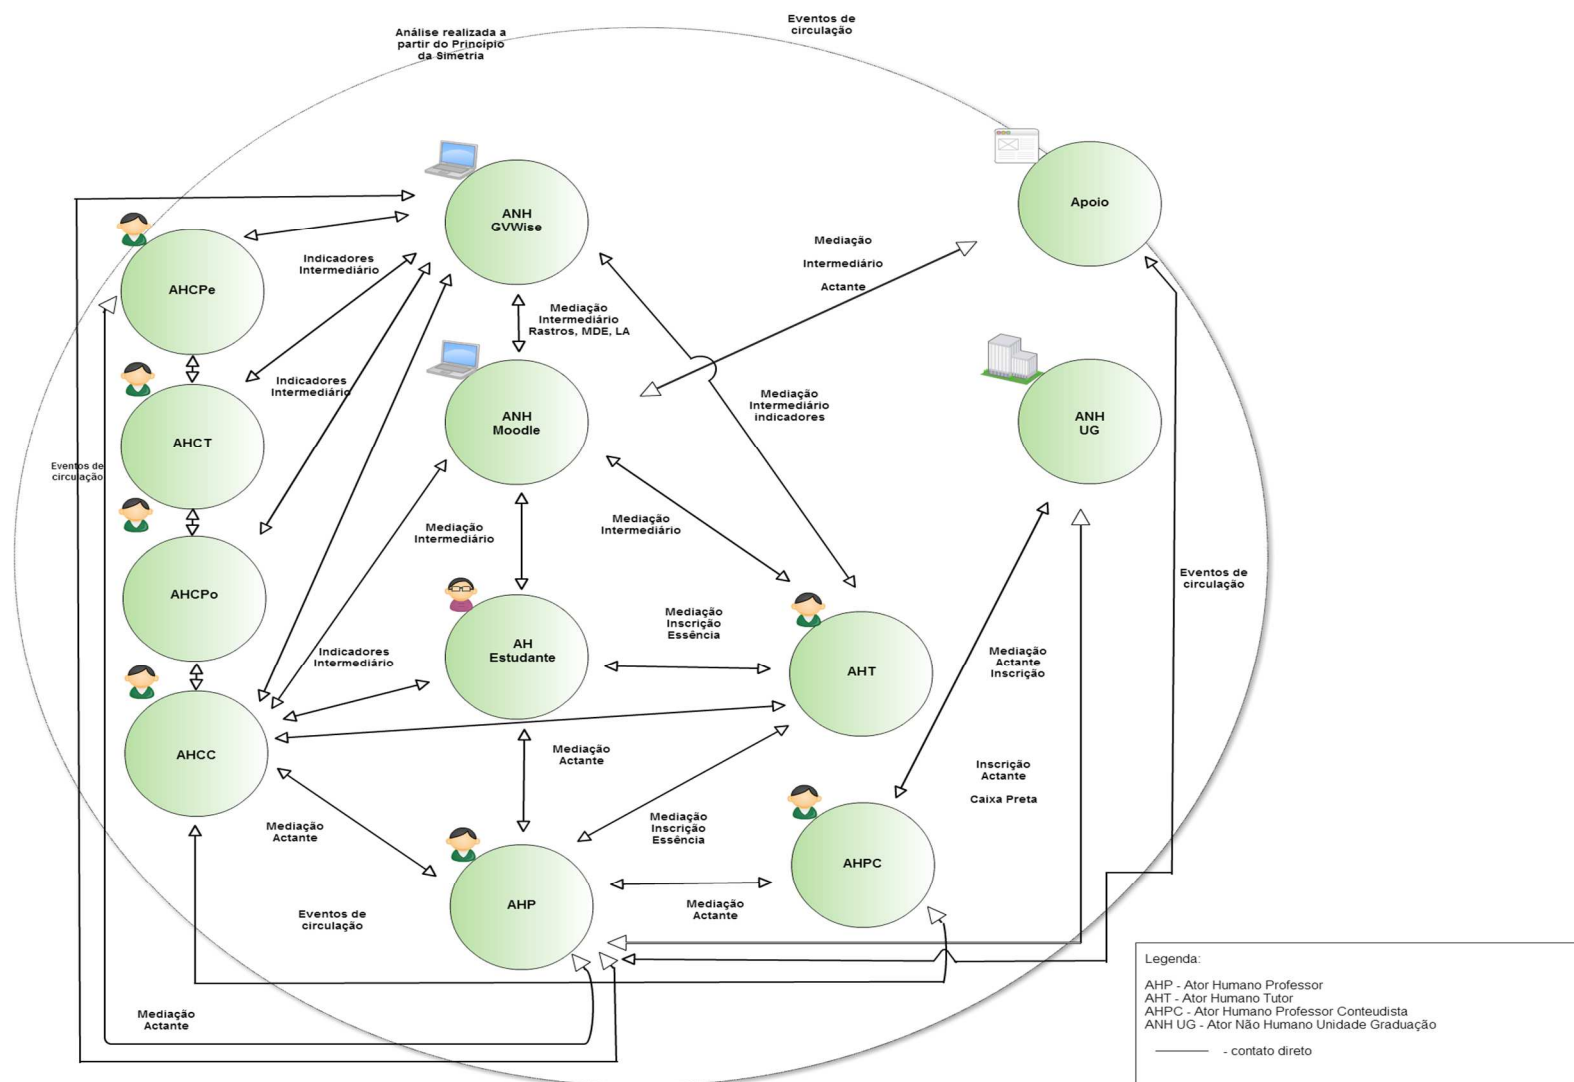 Eventos de
circulação
Análise realizada a
partir do Princípio
da Simetria
Apoio
ANH
GVWise
Mediação
Intermediário
Actante
Indicadores
Intermediário
AHCPe
Mediação
Intermediário
Rastros, MDE, LA
Indicadores
Intermediário
Mediação
Intermediário
indicadores
ANH
Moodle
ANH
UG
AHCT
Eventos de
circulação
Mediação
Intermediário
Mediação
Intermediário
Eventos de
circulação
AHCPo
Mediação
Inscrição
Essência
AH
Estudante
Indicadores
Intermediário
AHT
Mediação
Actante
Inscrição
AHCC
Mediação
Actante
Inscrição
Actante
Caixa Preta
Mediação
Actante
Mediação
Inscrição
Essência
AHPC
AHP
Mediação
Actante
Eventos de
circulação
Mediação
Actante
Legenda:
AHP - Ator Humano Professor
AHT - Ator Humano Tutor
AHPC - Ator Humano Professor Conteudista
ANH UG - Ator Não Humano Unidade Graduação
- contato direto